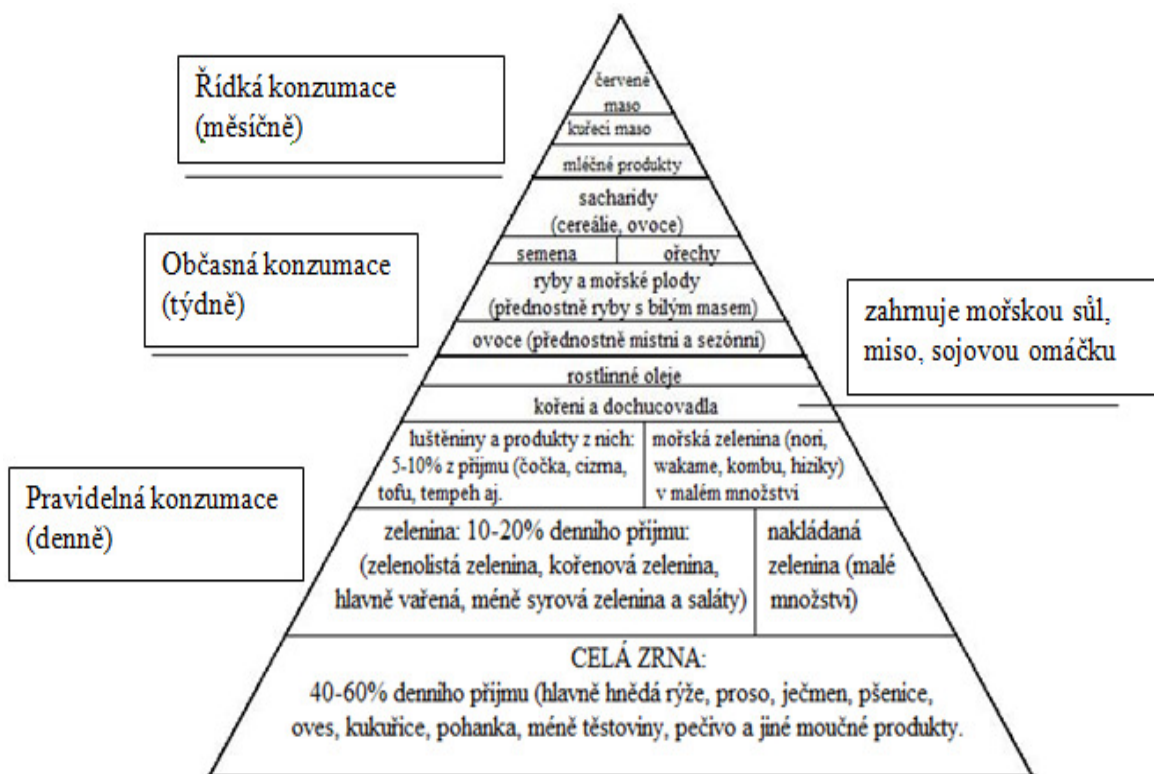 Řídká konzumace
(měsíčně)
červené
maso
kuřecí maso
mléčné produkty
sacharidy
(cereálie, ovoce)
Občasná konzumace
(týdně)
semena
ořechy
ryby a mořské plody
(přednostně ryby s bílým masem)
ovoce (přednostně místní a sezónní)
zahrnuje mořskou sůl,
miso, sojovou omáčku
rostlinné oleje
koření a dochucovadla
Pravidelná konzumace
(denně)
luštěniny a produkty z nich:
5-10% z příjmu (čočka, cizrna,
tofu, tempeh aj.
mořská zelenina (nori,
wakame, kombu, hiziky)
v malém množství
zelenina: 10-20% denního příjmu:
(zelenolistá zelenina, kořenová zelenina,
hlavně vařená, méně syrová zelenina a saláty)
nakládaná
zelenina (malé
množství)
CELÁ ZRNA:
40-60% denního příjmu (hlavně hnědá rýže, proso, ječmen, pšenice,
oves, kukuřice, pohanka, méně těstoviny, pečivo a jiné moučné produkty.